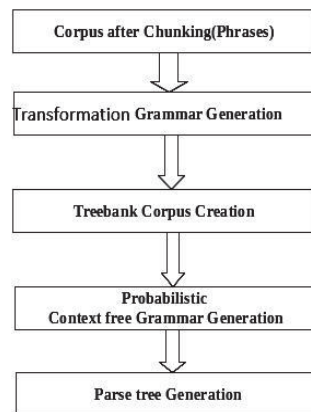 Corpus after Chunking(Phrases)
Transformation Grammar Generation
Treebank Corpus Creation
Probabilistic
Context free Grammar Generation
Parse tree Generation